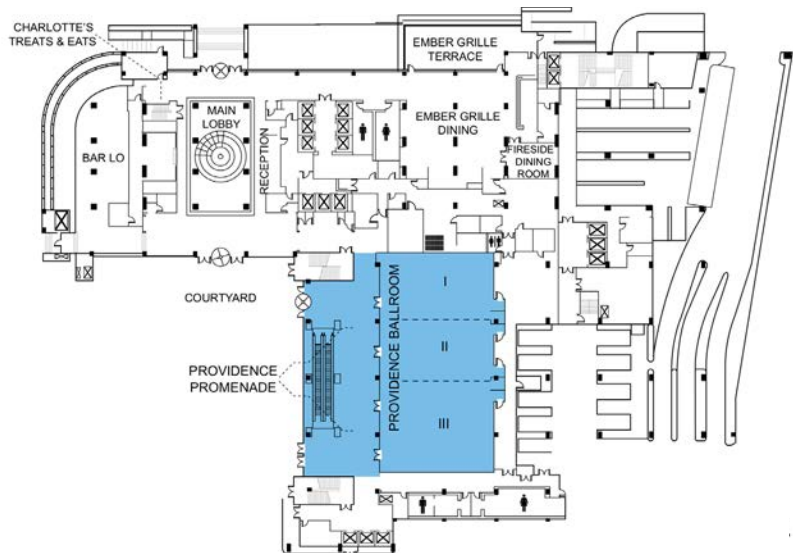 CHARLOTTE'S
TREATS & EATS
EMBER GRILLE
TERRACE
MAIN
LOBBY
EMBER GRILLE
DINING
BAR LO
RECEPTION
FIRESIDE
DINING
ROOM
COURTYARD
PROVIDENCE BALLROOM
I
II
III
PROVIDENCE
PROMENADE